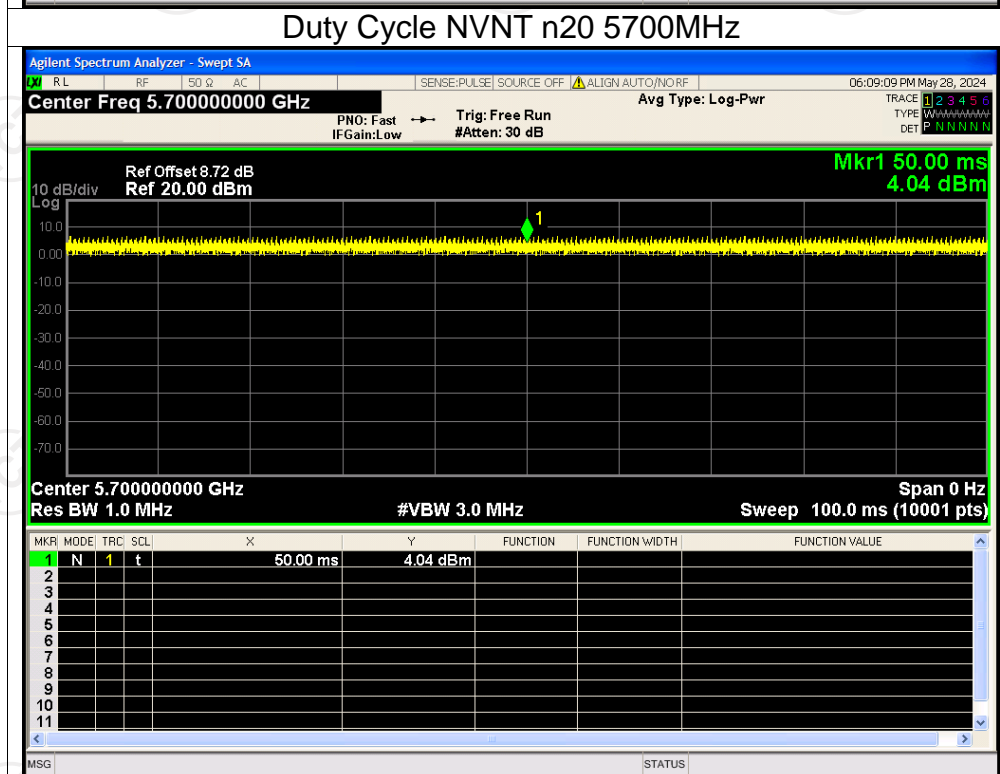 Duty Cycle NVNT n20 5700MHz
Agilent Spectrum Analyzer - Swept SA
LXI RL RF 50 Ω AC SENSE:PULSE SOURCE OFF ALIGN AUTO/NO RF 06:09:09 PM May 28, 2024
Center Freq 5.700000000 GHz Avg Type: Log-Pwr TRACE 1 2 3 4 5 6
PNO: Fast Trig: Free Run TYPE W
IFGain:Low #Atten: 30 dB DET P N N N N N
Mkr1 50.00 ms
Ref Offset 8.72 dB
10 dB/div Ref 20.00 dBm 4.04 dBm
Log
1
10.0
0.00
-10.0
-20.0
-30.0
-40.0
-50.0
-60.0
-70.0
Center 5.700000000 GHz Span 0 Hz
Res BW 1.0 MHz #VBW 3.0 MHz Sweep 100.0 ms (10001 pts)
MKR MODE TRC SCL X Y FUNCTION FUNCTION WIDTH FUNCTION VALUE
1 N 1 t 50.00 ms 4.04 dBm
2
3
4
5
6
7
8
9
10
11
MSG STATUS